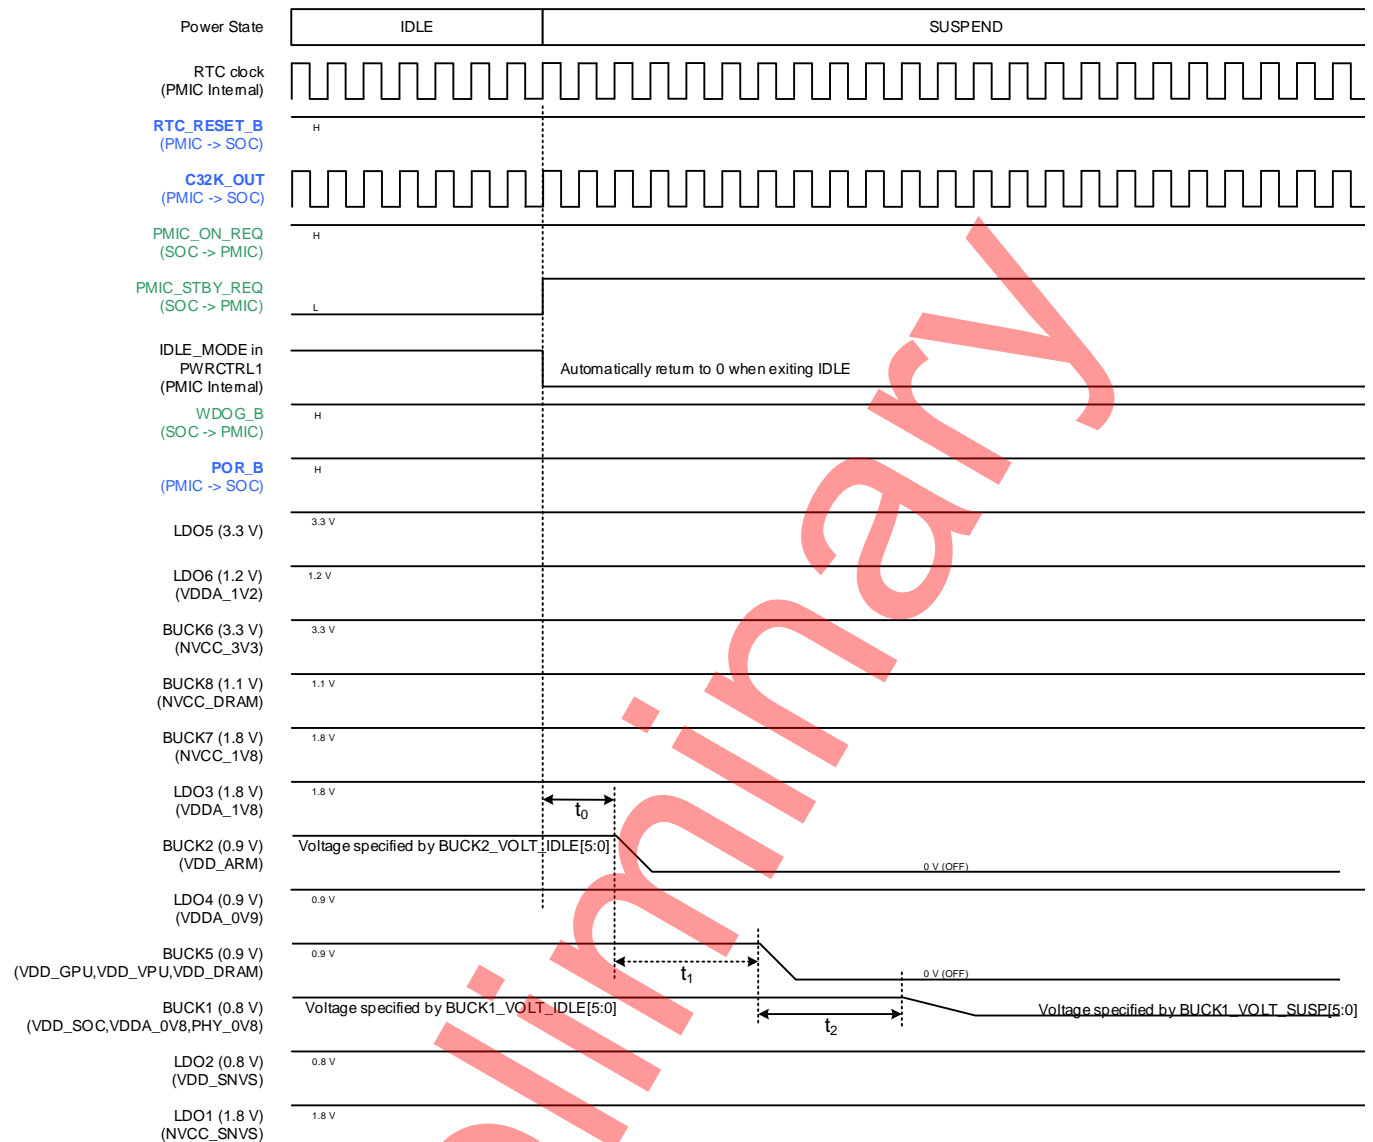 Power State IDLE SUSPEND
RTC clock
(PMIC Internal)
RTC_RESET_B H
(PMIC -> SOC)
C32K_OUT
(PMIC -> SOC)
PMIC_ON_REQ H
(SOC -> PMIC)
PMIC_STBY_REQ
(SOC -> PMIC) L
IDLE_MODE in
PWRCTRL1 Automatically return to 0 when exiting IDLE
(PMIC Internal)
WDOG_B H
(SOC -> PMIC)
POR_B H
(PMIC -> SOC)
LDO5 (3.3 V) 3.3 V
LDO6 (1.2 V) 1.2 V
(VDDA_1V2)
BUCK6 (3.3 V) 3.3 V
(NVCC_3V3)
BUCK8 (1.1 V) 1.1 V
(NVCC_DRAM)
BUCK7 (1.8 V) 1.8 V
(NVCC_1V8)
LDO3 (1.8 V) 1.8 V
(VDDA_1V8) t0
BUCK2 (0.9 V) Voltage specified by BUCK2_VOLT_IDLE[5:0]
(VDD_ARM) 0 V (OFF)
LDO4 (0.9 V) 0.9 V
(VDDA_0V9)
BUCK5 (0.9 V) 0.9 V
(VDD_GPU,VDD_VPU,VDD_DRAM) t1 0 V (OFF)
BUCK1 (0.8 V) Voltage specified by BUCK1_VOLT_IDLE[5:0] Voltage specified by BUCK1_VOLT_SUSP[5:0]
(VDD_SOC,VDDA_0V8,PHY_0V8) t2
LDO2 (0.8 V) 0.8 V
(VDD_SNVS)
LDO1 (1.8 V) 1.8 V
(NVCC_SNVS)